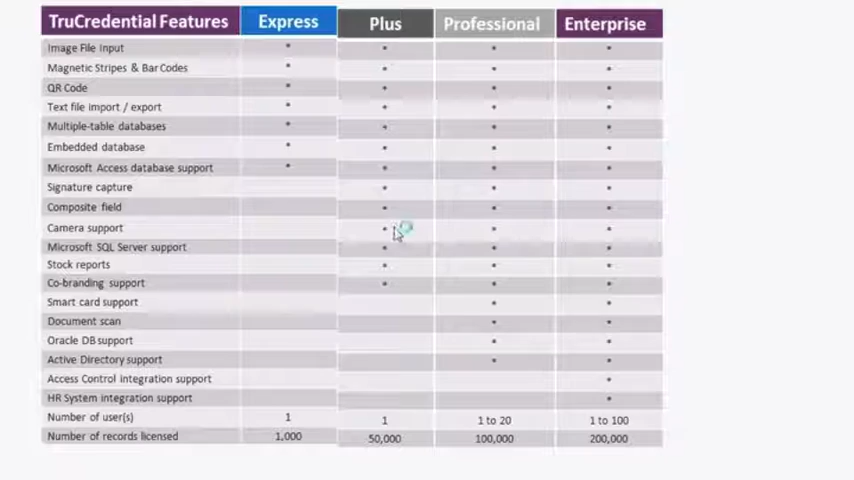 TruCredential Features Express Plus Professional Enterprise
Image File Input * * * *
Magnetic Stripes & Bar Codes * * * *
QR Code * * * *
Text file import / export * * * *
Multiple-table databases * * * *
Embedded database * * * *
Microsoft Access database support * * * *
Signature capture * * *
Composite field * * *
Camera support * * *
Microsoft SQL Server support * * *
Stock reports * * *
Co-branding support * * *
Smart card support * *
Document scan * *
Oracle DB support * *
Active Directory support * *
Access Control integration support *
HR System integration support *
Number of user(s) 1 1 1 to 20 1 to 100
Number of records licensed 1,000 50,000 100,000 200,000